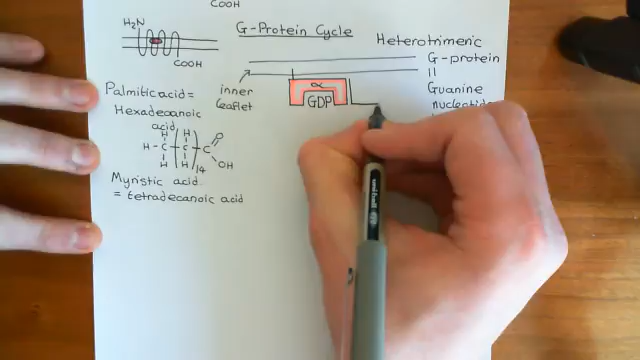 COOH
H₂N
G-Protein Cycle
COOH
Heterotrimeric
G-protein
=
Guanine
nucleotide
inner
leaflet
α
GDP
Palmitic acid =
Hexadecanoic
acid
H H O
H-C-C-C
H H 14 OH
Myristic acid
= tetradecanoic acid